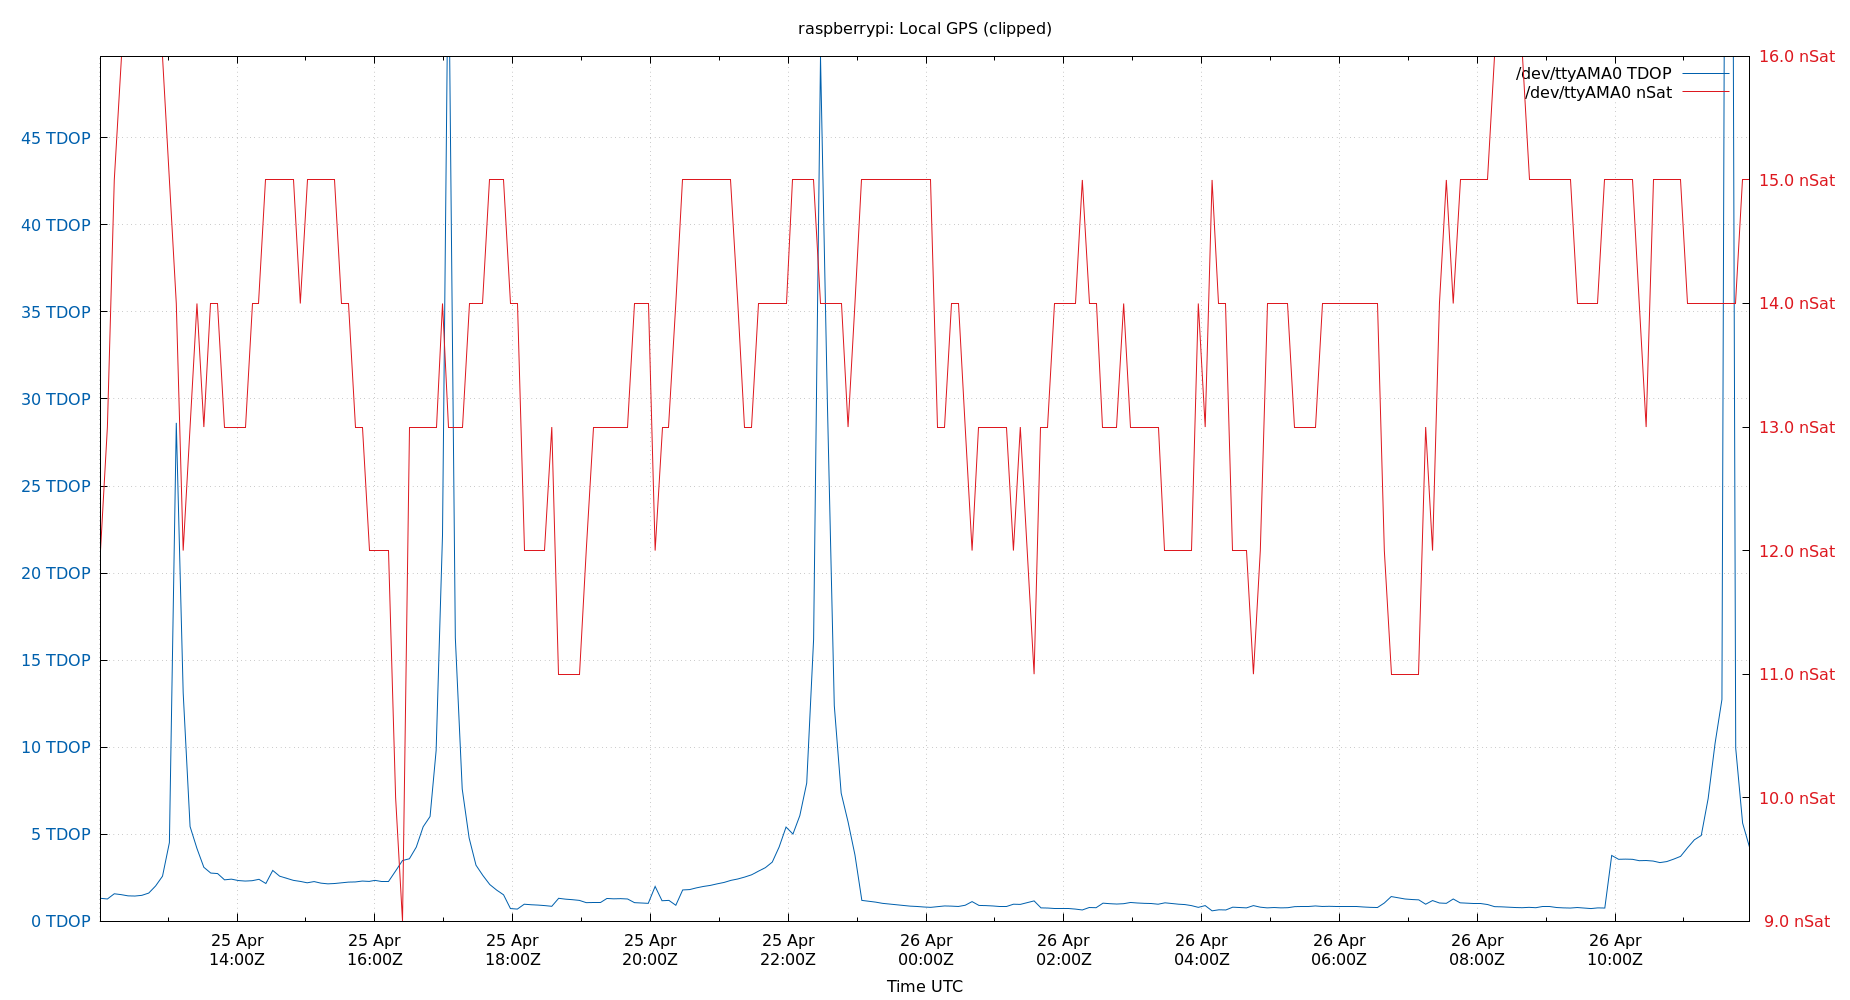 raspberrypi: Local GPS (clipped)
16.0 nSat
/dev/ttyAMA0 TDOP
/dev/ttyAMA0 nSat
45 TDOP
15.0 nSat
40 TDOP
14.0 nSat
35 TDOP
30 TDOP
13.0 nSat
25 TDOP
12.0 nSat
20 TDOP
15 TDOP
11.0 nSat
10 TDOP
10.0 nSat
5 TDOP
0 TDOP
9.0 nSat
25 Apr 25 Apr 25 Apr 25 Apr 25 Apr 26 Apr 26 Apr 26 Apr 26 Apr 26 Apr 26 Apr
14:00Z 16:00Z 18:00Z 20:00Z 22:00Z 00:00Z 02:00Z 04:00Z 06:00Z 08:00Z 10:00Z
Time UTC